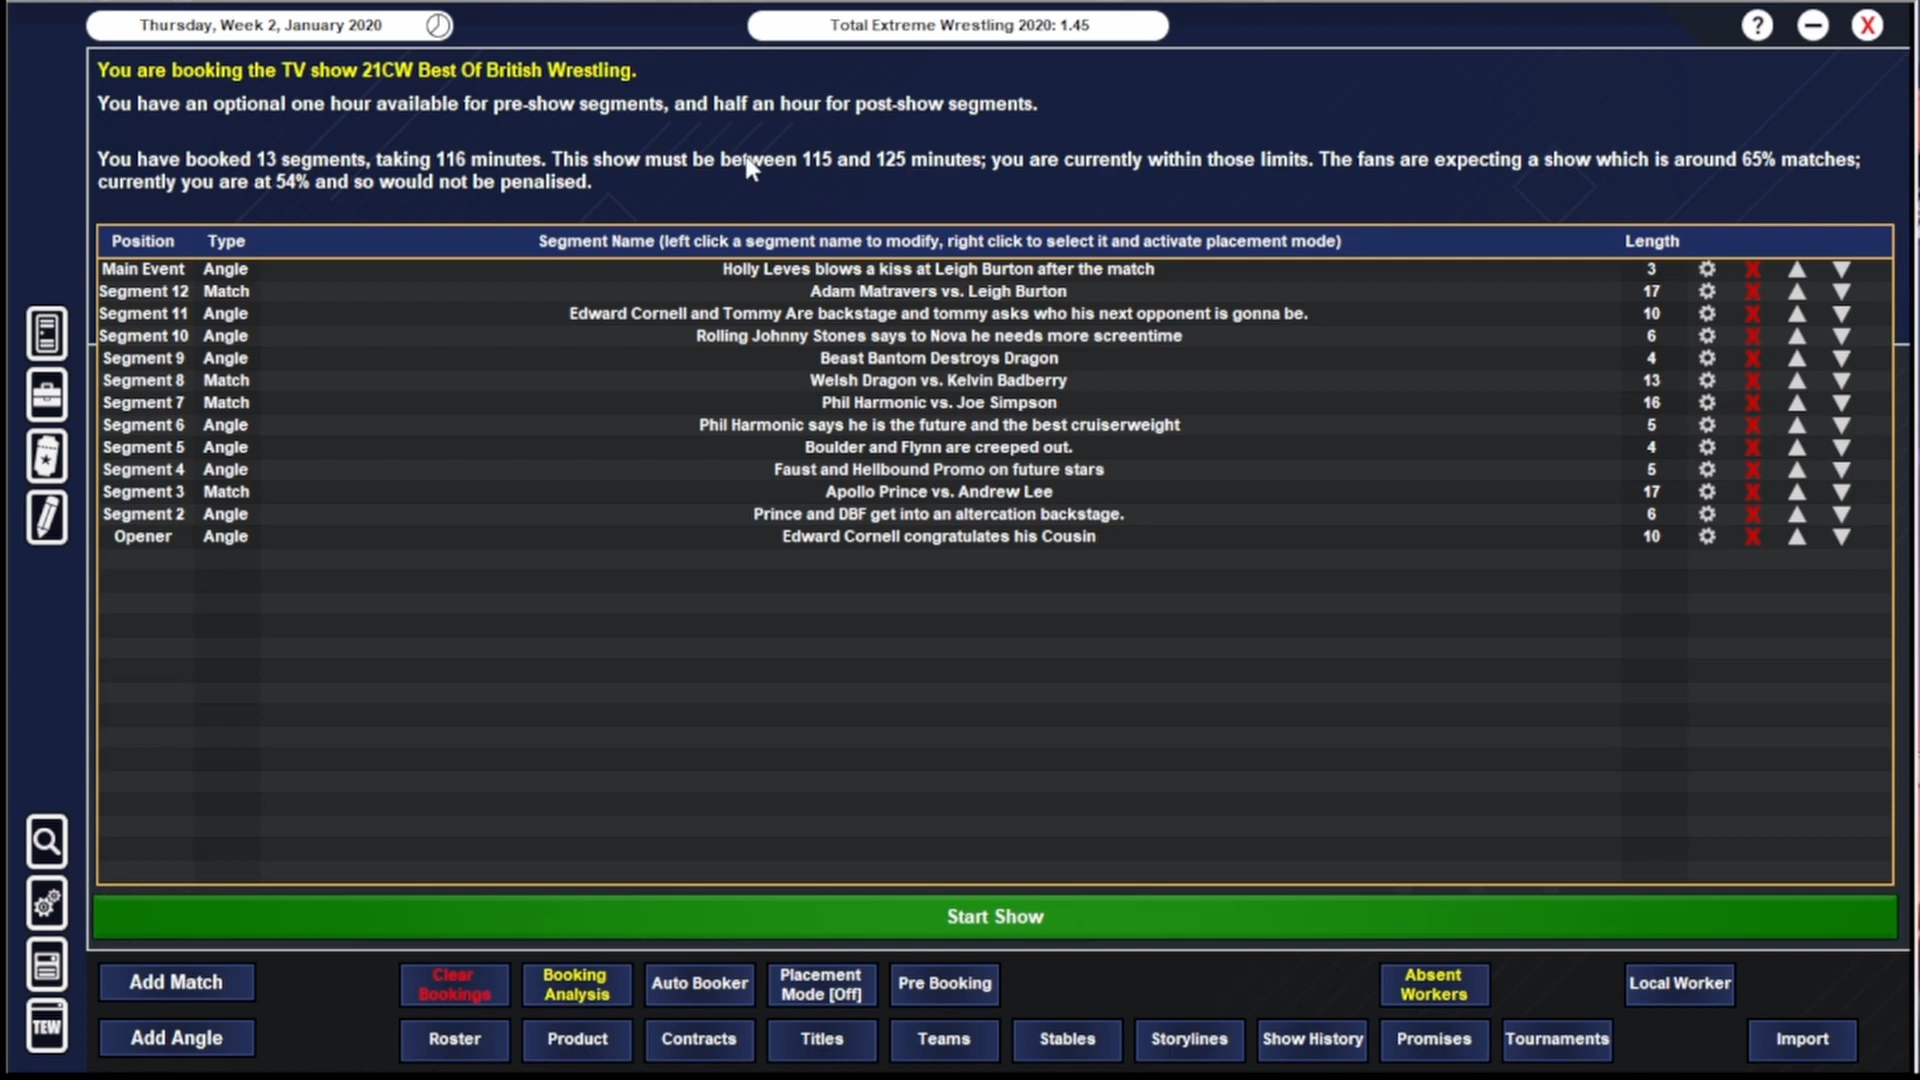 Thursday, Week 2, January 2020
Total Extreme Wrestling 2020: 1.45
?
X
You are booking the TV show 21CW Best Of British Wrestling.
You have an optional one hour available for pre-show segments, and half an hour for post-show segments.
You have booked 13 segments, taking 116 minutes. This show must be between 115 and 125 minutes; you are currently within those limits. The fans are expecting a show which is around 65% matches;
currently you are at 54% and so would not be penalised.
Position Type Segment Name (left click a segment name to modify, right click to select it and activate placement mode) Length
Main Event Angle Holly Leves blows a kiss at Leigh Burton after the match 3 X
Segment 12 Match Adam Matravers vs. Leigh Burton 17 X
Segment 11 Angle Edward Cornell and Tommy Are backstage and tommy asks who his next opponent is gonna be. 10 X
Segment 10 Angle Rolling Johnny Stones says to Nova he needs more screentime 6 X
Segment 9 Angle Beast Bantom Destroys Dragon 4 X
Segment 8 Match Welsh Dragon vs. Kelvin Badberry 13 X
Segment 7 Match Phil Harmonic vs. Joe Simpson 16 X
Segment 6 Angle Phil Harmonic says he is the future and the best cruiserweight 5 X
Segment 5 Angle Boulder and Flynn are creeped out. 4 X
Segment 4 Angle Faust and Hellbound Promo on future stars 5 X
Segment 3 Match Apollo Prince vs. Andrew Lee 17 X
Segment 2 Angle Prince and DBF get into an altercation backstage. 6 X
Opener Angle Edward Cornell congratulates his Cousin 10 X
Start Show
Add Match
Clear
Bookings
Booking
Analysis
Auto Booker
Placement
Mode [Off]
Pre Booking
Absent
Workers
Local Worker
TEW
Add Angle
Roster
Product
Contracts
Titles
Teams
Stables
Storylines
Show History
Promises
Tournaments
Import